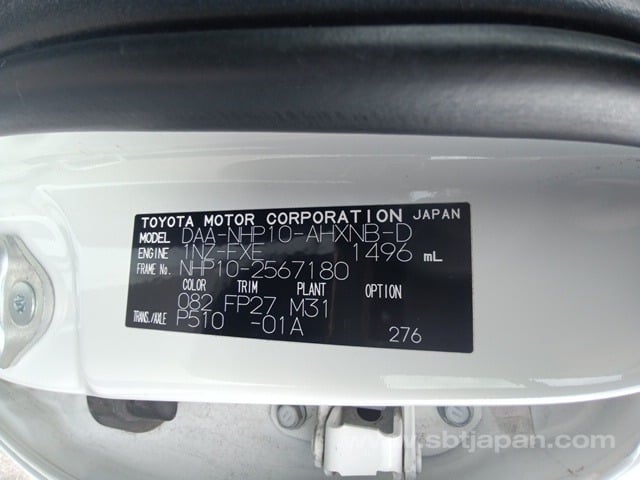 TOYOTA MOTOR CORPORATION JAPAN
MODEL DAA-NHP10-AHXNB-D
ENGINE 1NZ-FXE 1496 mL
FRAME No. NHP10-2567180
COLOR TRIM PLANT OPTION
082 FP27 M31
TRANS./AXLE P510 -01A
276
www.sbtjapan.com